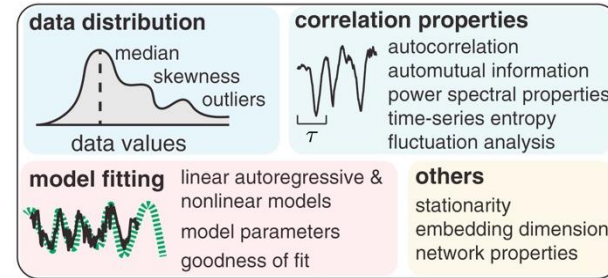 data distribution
median
skewness
outliers
data values
correlation properties
autocorrelation
automutual information
power spectral properties
time-series entropy
fluctuation analysis
τ
model fitting
linear autoregressive &
nonlinear models
model parameters
goodness of fit
others
stationarity
embedding dimension
network properties